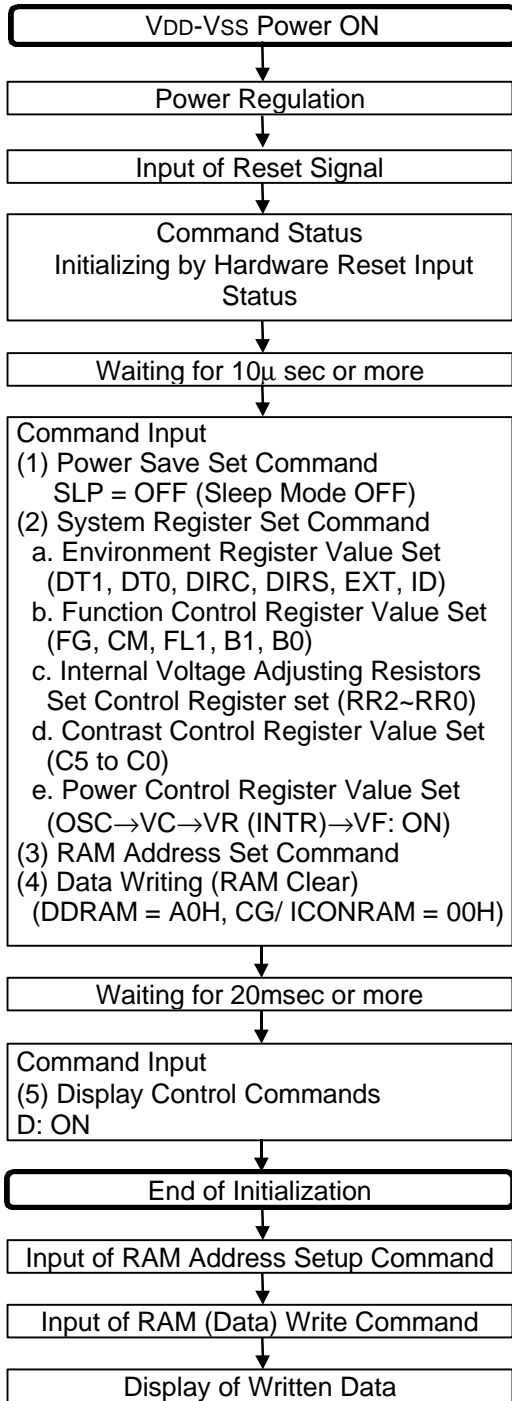 VDD-VSS Power ON
Power Regulation
Input of Reset Signal
Command Status
Initializing by Hardware Reset Input
Status
Waiting for 10µ sec or more
Command Input
(1) Power Save Set Command
SLP = OFF (Sleep Mode OFF)
(2) System Register Set Command
a. Environment Register Value Set
(DT1, DT0, DIRC, DIRS, EXT, ID)
b. Function Control Register Value Set
(FG, CM, FL1, B1, B0)
c. Internal Voltage Adjusting Resistors
Set Control Register set (RR2~RR0)
d. Contrast Control Register Value Set
(C5 to C0)
e. Power Control Register Value Set
(OSC→VC→VR (INTR)→VF: ON)
(3) RAM Address Set Command
(4) Data Writing (RAM Clear)
(DDRAM = A0H, CG/ ICONRAM = 00H)
Waiting for 20msec or more
Command Input
(5) Display Control Commands
D: ON
End of Initialization
Input of RAM Address Setup Command
Input of RAM (Data) Write Command
Display of Written Data